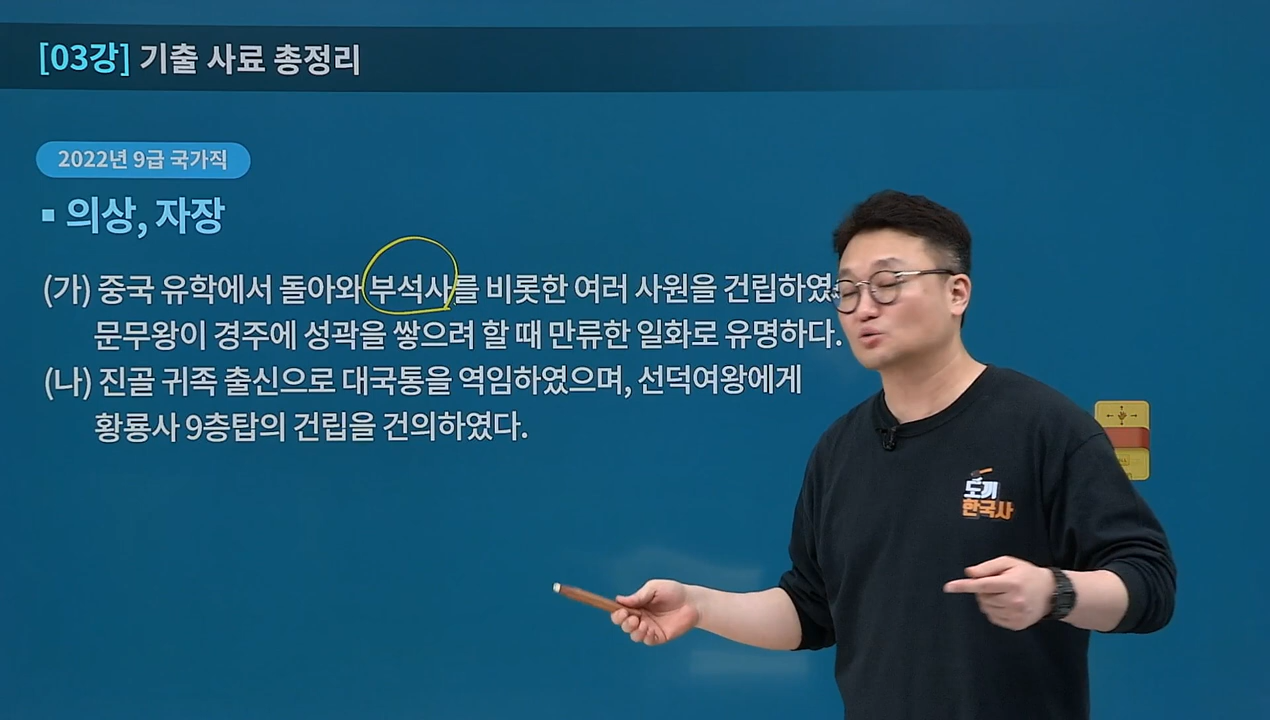 [03강] 기출 사료 총정리
2022년 9급 국가직
▪ 의상, 자장
(가) 중국 유학에서 돌아와 부석사를 비롯한 여러 사원을 건립하였
문무왕이 경주에 성곽을 쌓으려 할 때 만류한 일화로 유명하다.
(나) 진골 귀족 출신으로 대국통을 역임하였으며, 선덕여왕에게
황룡사 9층탑의 건립을 건의하였다.
도끼
한국사